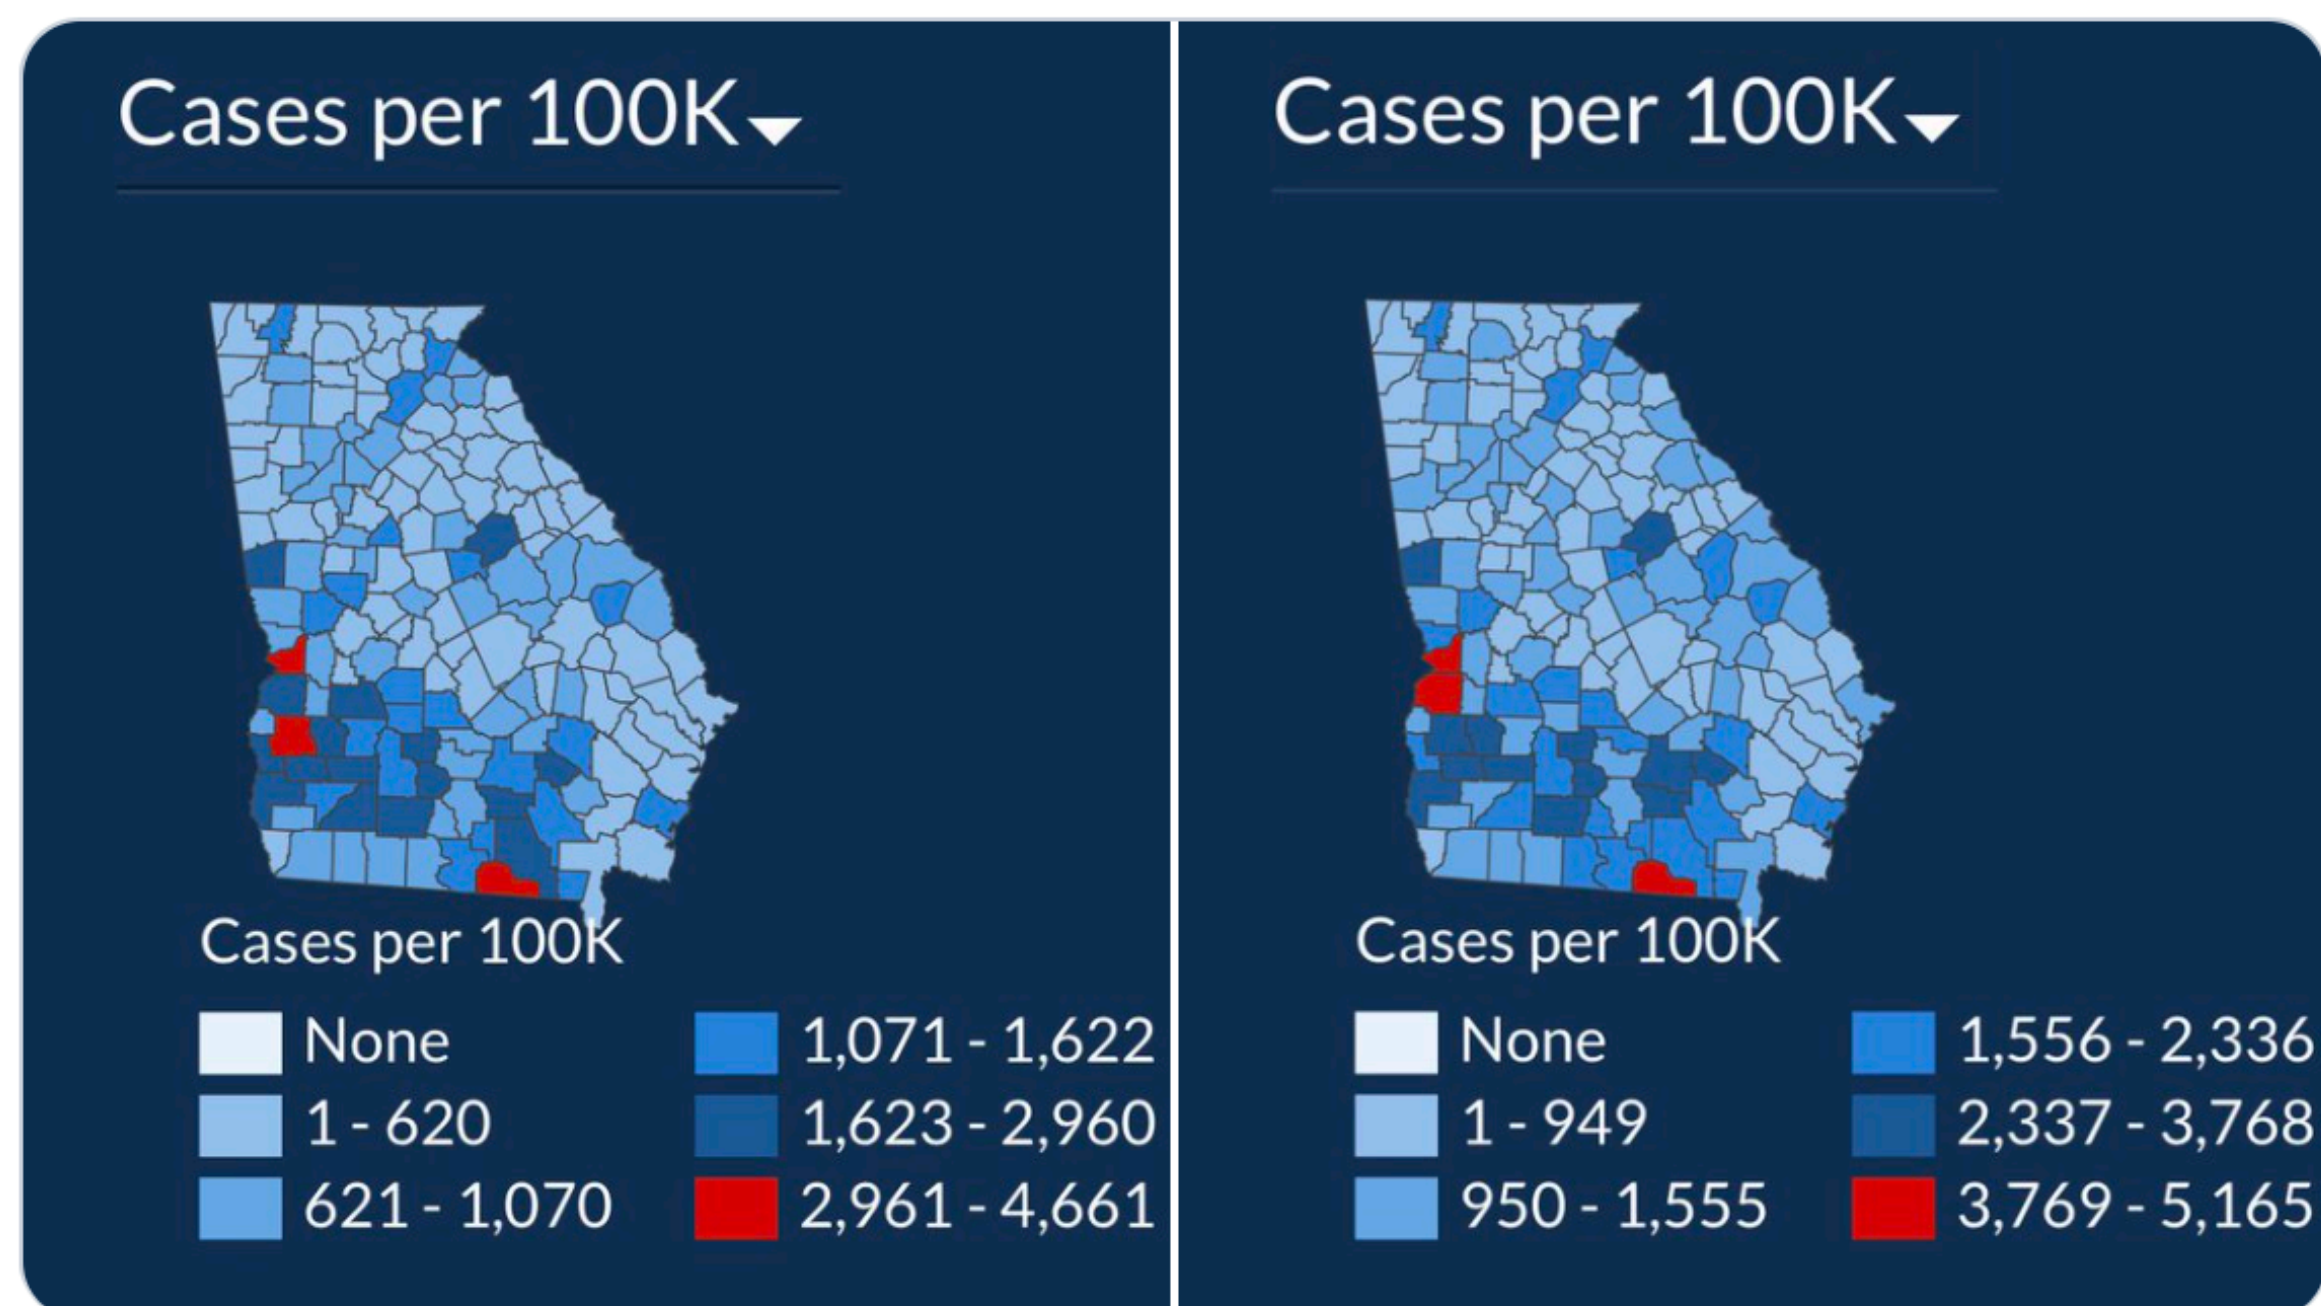 Cases per 100K
Cases per 100K
None
1 - 620
621 - 1,070
1,071 - 1,622
1,623 - 2,960
2,961 - 4,661
Cases per 100K
Cases per 100K
None
1 - 949
950 - 1,555
1,556 - 2,336
2,337 - 3,768
3,769 - 5,165